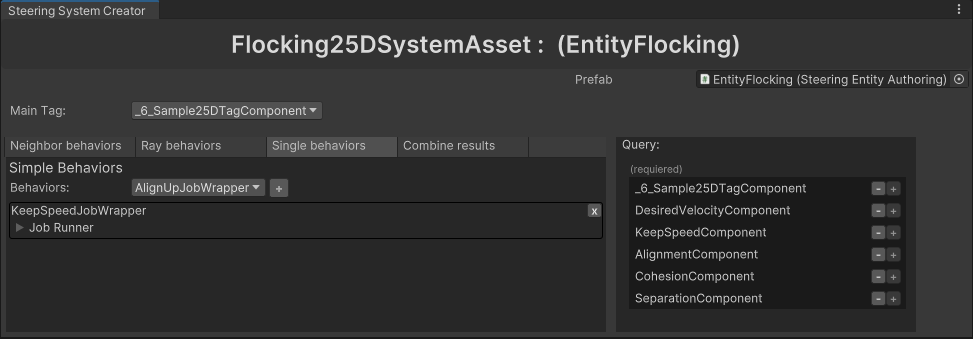 Steering System Creator
Flocking25DSystemAsset : (EntityFlocking)
Prefab EntityFlocking (Steering Entity Authoring)
Main Tag: _6_Sample25DTagComponent
Neighbor behaviors Ray behaviors Single behaviors Combine results
Simple Behaviors
Behaviors: AlignUpJobWrapper +
KeepSpeedJobWrapper x
Job Runner
Query:
(requiered)
_6_Sample25DTagComponent - +
DesiredVelocityComponent - +
KeepSpeedComponent - +
AlignmentComponent - +
CohesionComponent - +
SeparationComponent - +